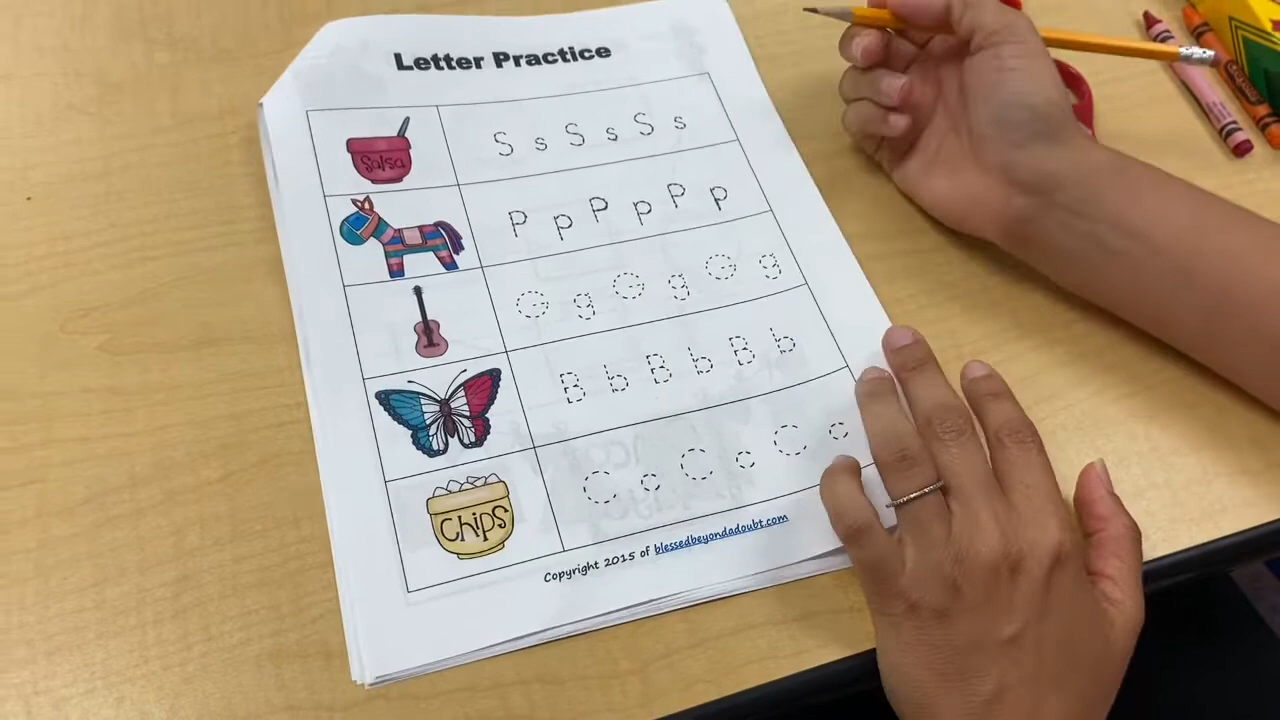 Letter Practice
Salsa
S s S s S s
P p P p P p
G g G g G g
B b B b B b
Chips
C c C c C c
Copyright 2015 of blessedbeyondadoubt.com